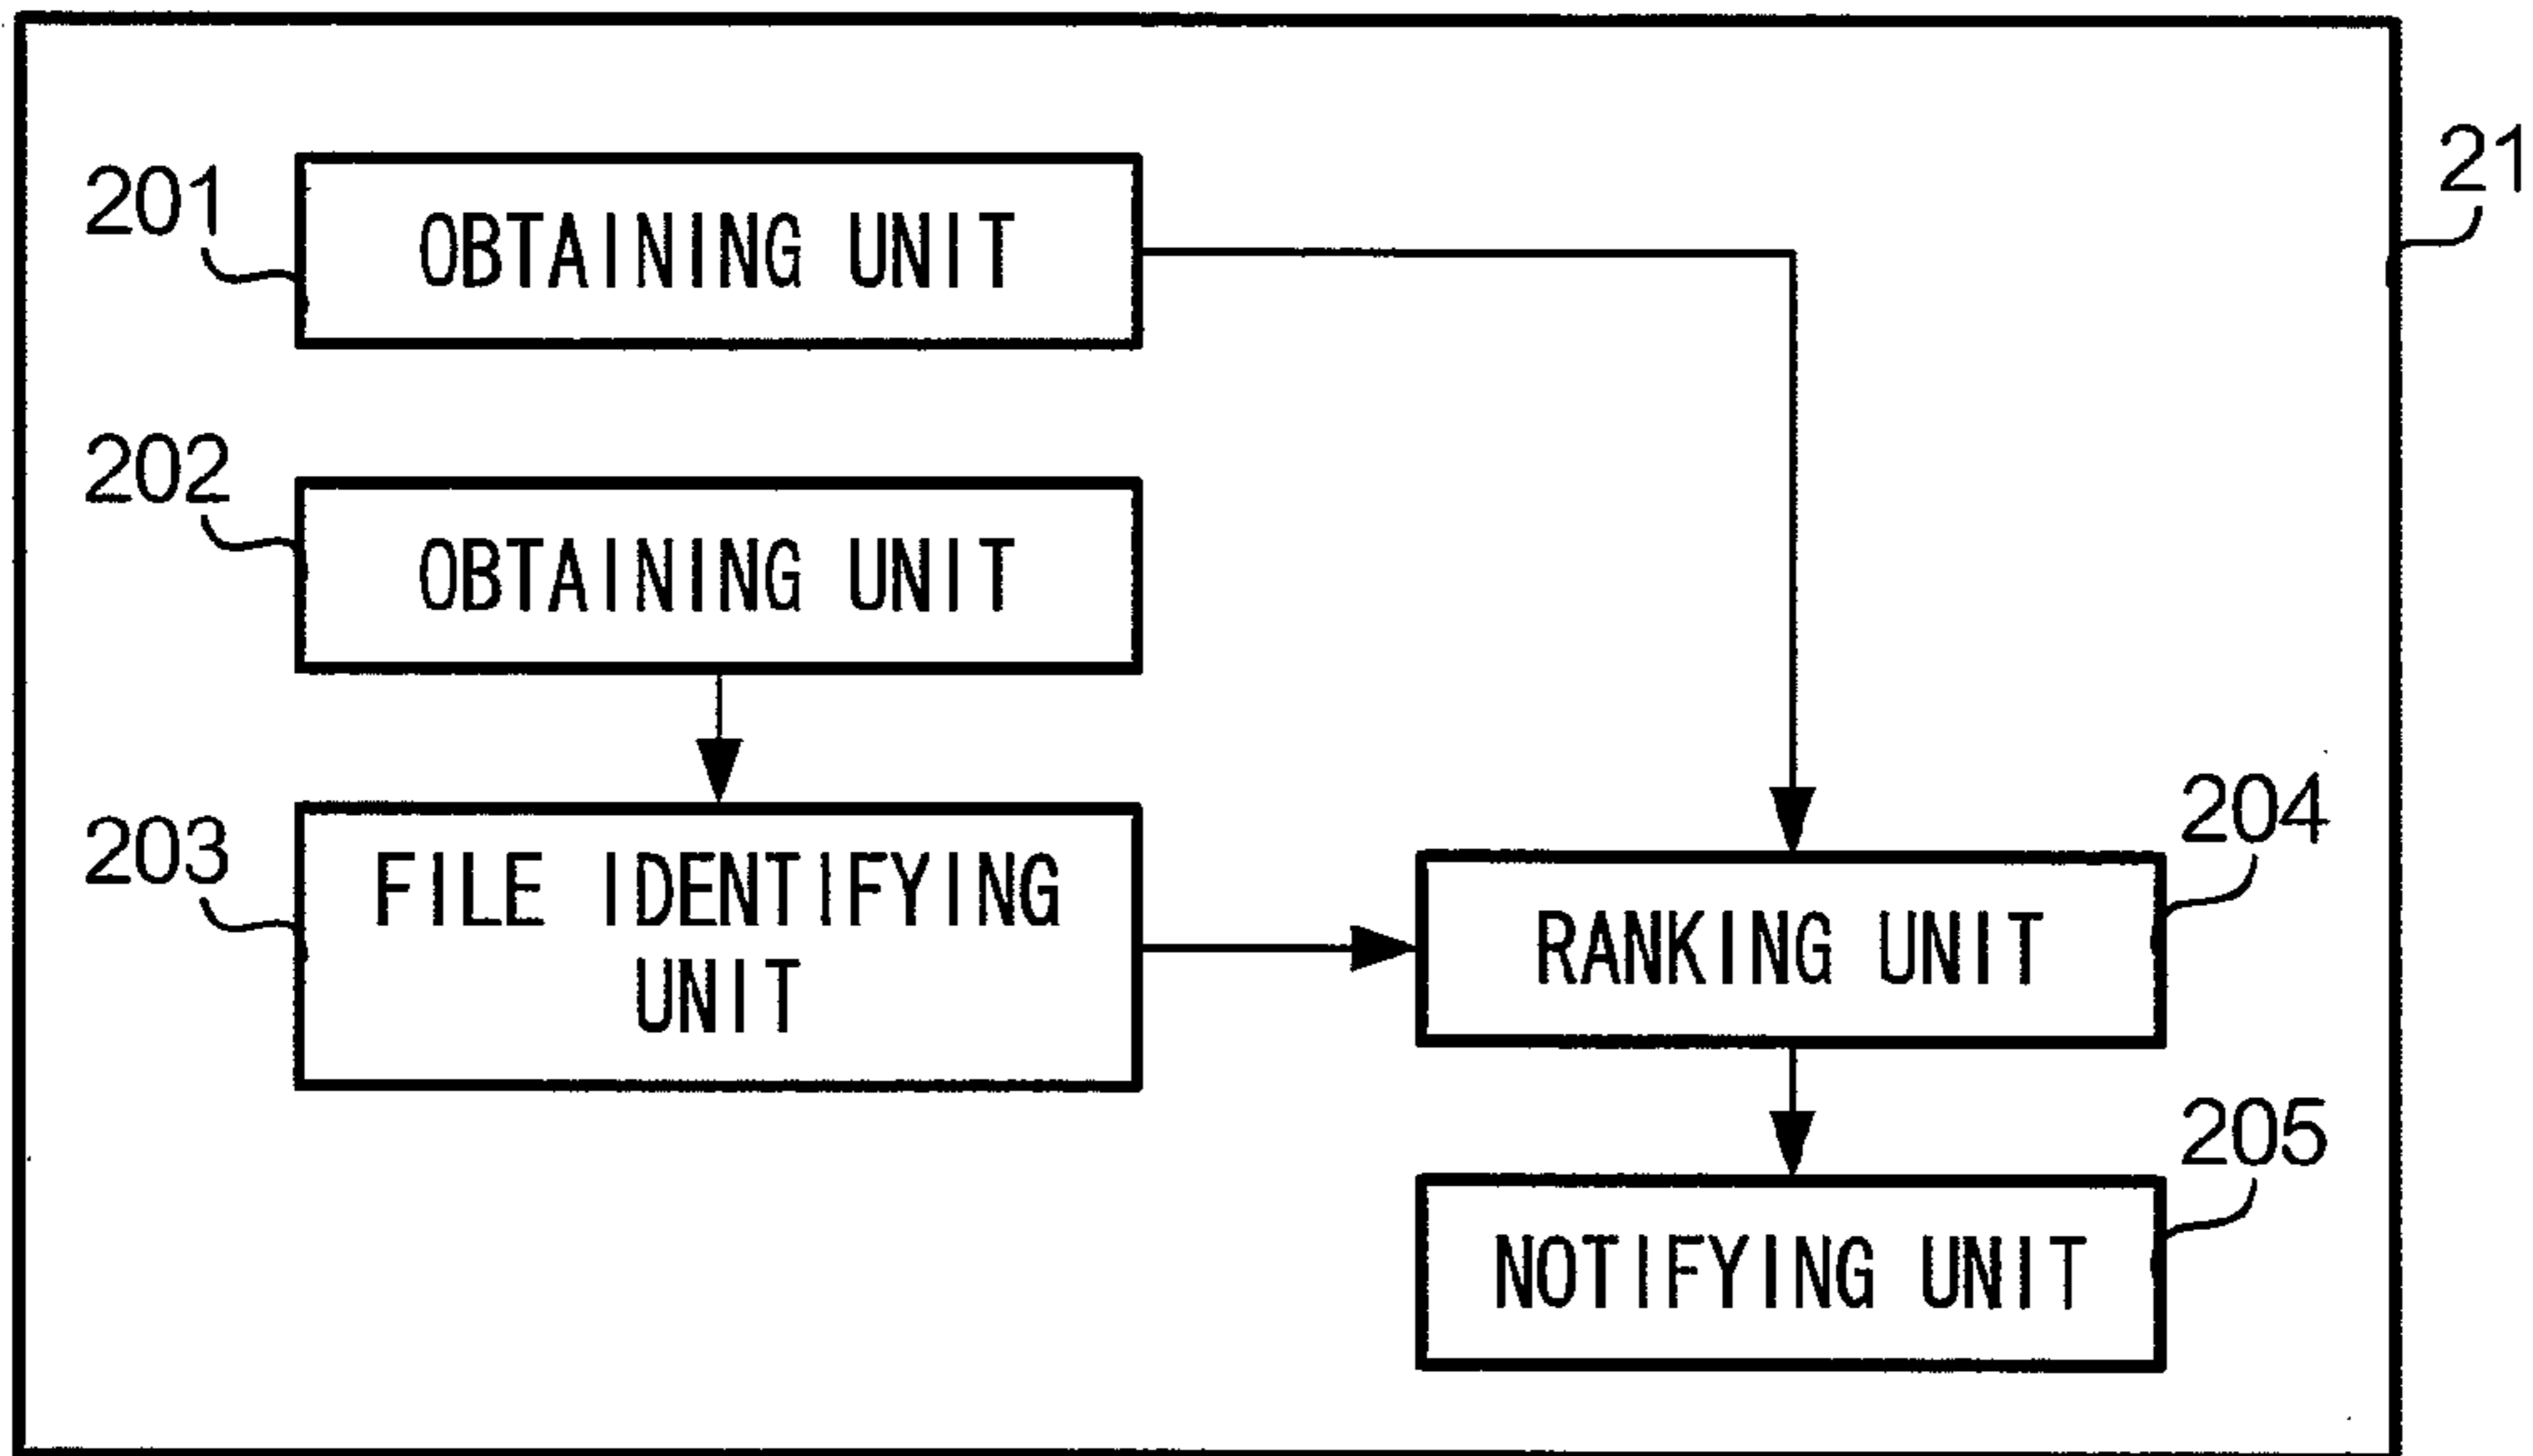 21
201
OBTAINING UNIT
202
OBTAINING UNIT
203
FILE IDENTIFYING
UNIT
204
RANKING UNIT
205
NOTIFYING UNIT